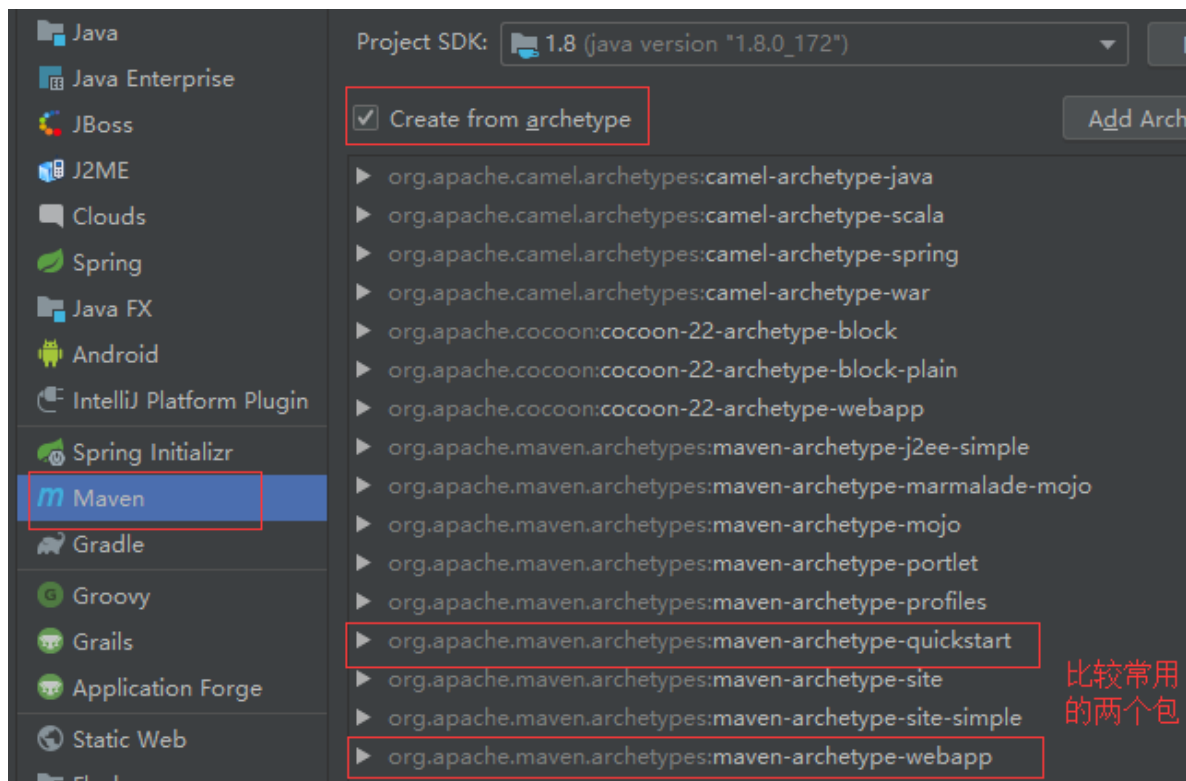 Java
Java Enterprise
JBoss
J2ME
Clouds
Spring
Java FX
Android
IntelliJ Platform Plugin
Spring Initializr
Maven
Gradle
Groovy
Grails
Application Forge
Static Web
Project SDK: 1.8 (java version "1.8.0_172")
Create from archetype
Add Arch
org.apache.camel.archetypes:camel-archetype-java
org.apache.camel.archetypes:camel-archetype-scala
org.apache.camel.archetypes:camel-archetype-spring
org.apache.camel.archetypes:camel-archetype-war
org.apache.cocoon:cocoon-22-archetype-block
org.apache.cocoon:cocoon-22-archetype-block-plain
org.apache.cocoon:cocoon-22-archetype-webapp
org.apache.maven.archetypes:maven-archetype-j2ee-simple
org.apache.maven.archetypes:maven-archetype-marmalade-mojo
org.apache.maven.archetypes:maven-archetype-mojo
org.apache.maven.archetypes:maven-archetype-portlet
org.apache.maven.archetypes:maven-archetype-profiles
org.apache.maven.archetypes:maven-archetype-quickstart
org.apache.maven.archetypes:maven-archetype-site
org.apache.maven.archetypes:maven-archetype-site-simple
org.apache.maven.archetypes:maven-archetype-webapp
比较常用
的两个包